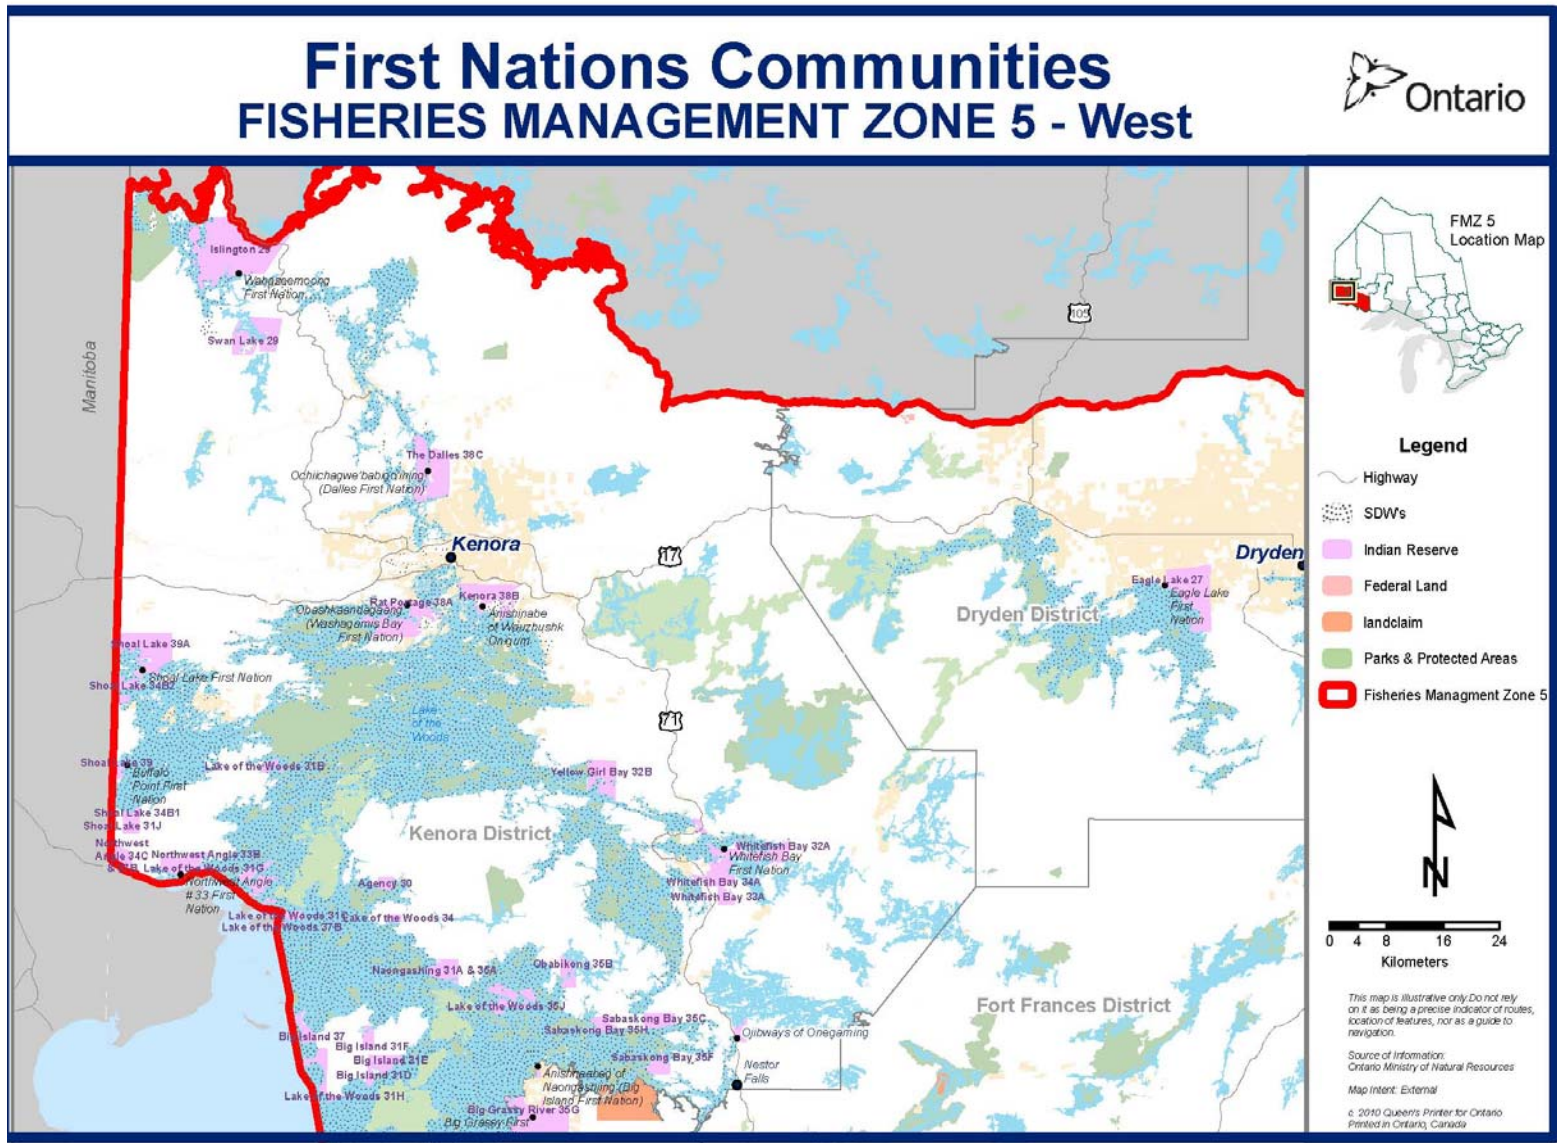 First Nations Communities
FISHERIES MANAGEMENT ZONE 5 - West
Ontario
Manitoba
Islington 29
Wabaseemoong
First Nation
Swan Lake 29
105
The Dalles 38C
Ochiichagwe'babigo'ining
(Dalles First Nation)
Kenora
17
Dryden
Rat Portage 38A
Kenora 38B
Obashkaandagaang
(Washagamis Bay
First Nation)
Anishinabe
of Wauzhushk
Onigum
Eagle Lake 27
Eagle Lake
First
Nation
Dryden District
Shoal Lake 39A
Shoal Lake First Nation
Shoal Lake 34B2
Lake
of the
Woods
71
Shoal Lake 39
Buffalo
Point First
Nation
Lake of the Woods 31B
Yellow Girl Bay 32B
Shoal Lake 34B1
Shoal Lake 31J
Kenora District
Northwest
Angle 34C
Northwest Angle 33B
Lake of the Woods 31G
Northwest Angle
#33 First
Nation
Whitefish Bay 32A
Whitefish Bay
First Nation
Whitefish Bay 34A
Whitefish Bay 33A
Agency 30
Lake of the Woods 31C
Lake of the Woods 34
Lake of the Woods 37B
Naongashing 31A & 35A
Obabikong 35B
Lake of the Woods 35J
Fort Frances District
Sabaskong Bay 35C
Sabaskong Bay 35H
Ojibways of Onegaming
Big Island 37
Big Island 31F
Big Island 31E
Big Island 31D
Sabaskong Bay 35F
Nestor
Falls
Anishnaabeg of
Naongashiing (Big
Island First Nation)
Lake of the Woods 31H
Big Grassy River 35G
Big Grassy First
FMZ 5
Location Map
Legend
Highway
SDW's
Indian Reserve
Federal Land
landclaim
Parks & Protected Areas
Fisheries Managment Zone 5
N
0 4 8 16 24
Kilometers
This map is illustrative only.Do not rely
on it as being a precise indicator of routes,
location of features, nor as a guide to
navigation.
Source of Information:
Ontario Ministry of Natural Resources
Map Intent: External
c. 2010 Queen's Printer for Ontario
Printed in Ontario, Canada